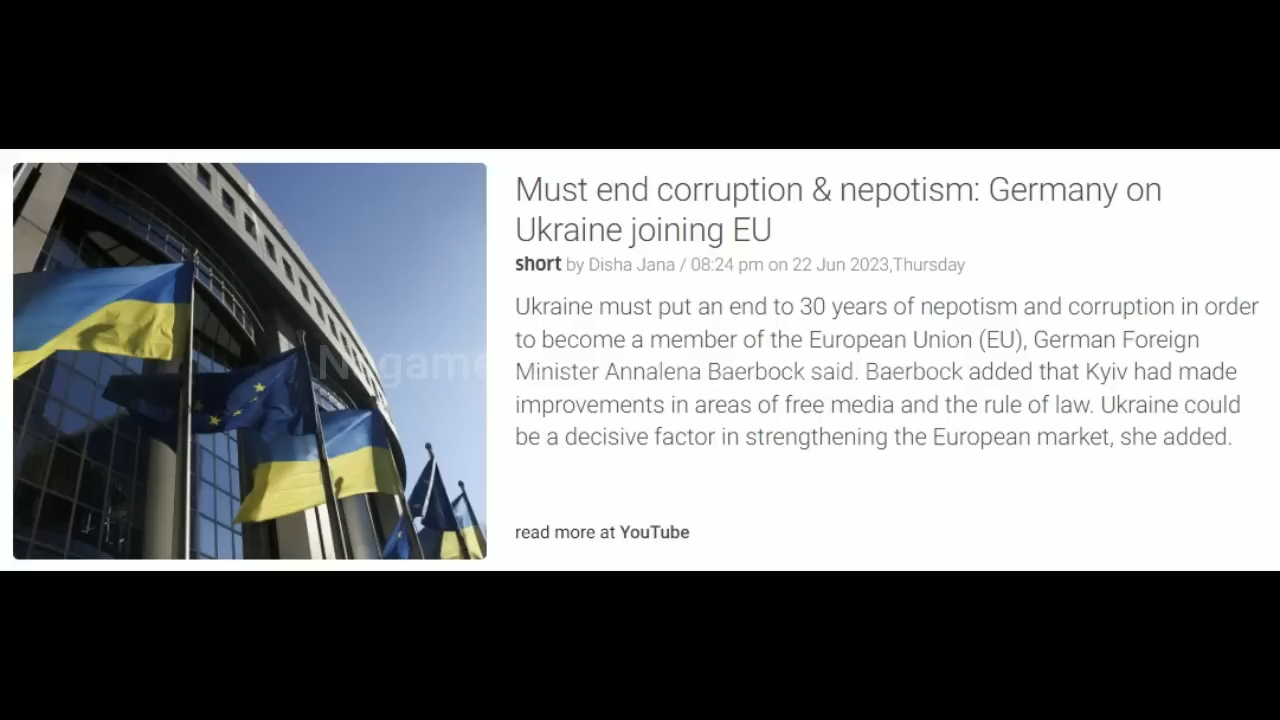 Must end corruption & nepotism: Germany on
Ukraine joining EU
short by Disha Jana / 08:24 pm on 22 Jun 2023,Thursday
Ukraine must put an end to 30 years of nepotism and corruption in order
to become a member of the European Union (EU), German Foreign
Minister Annalena Baerbock said. Baerbock added that Kyiv had made
improvements in areas of free media and the rule of law. Ukraine could
be a decisive factor in strengthening the European market, she added.
read more at YouTube